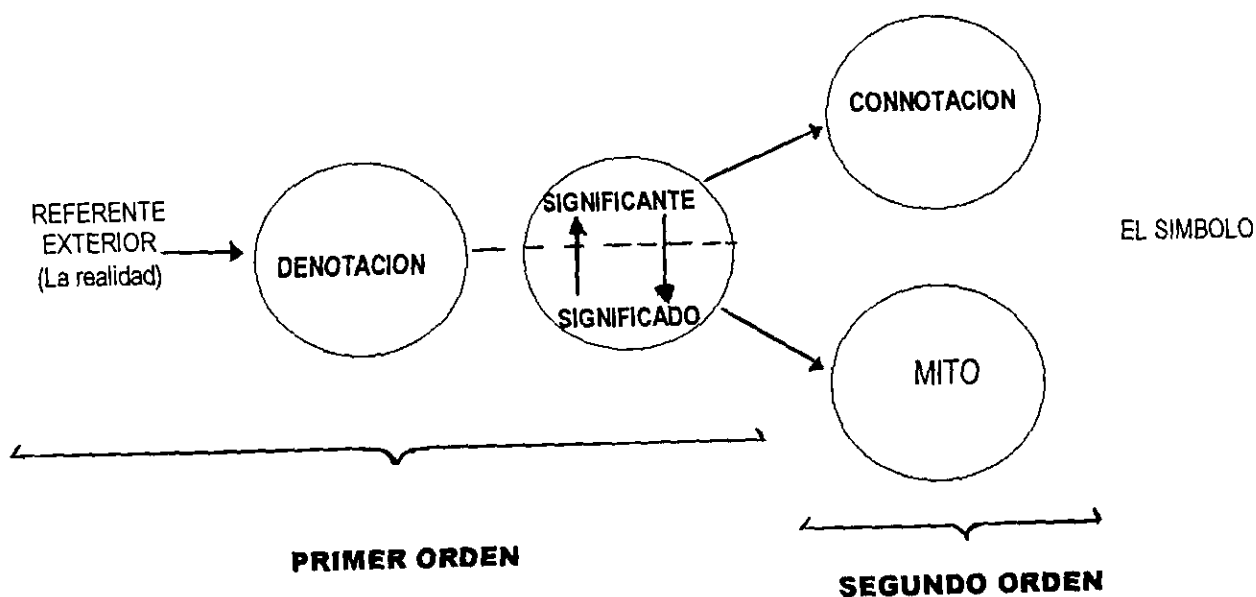 REFERENTE
EXTERIOR
(La realidad)
DENOTACION
SIGNIFICANTE
SIGNIFICADO
CONNOTACION
MITO
EL SIMBOLO
PRIMER ORDEN
SEGUNDO ORDEN